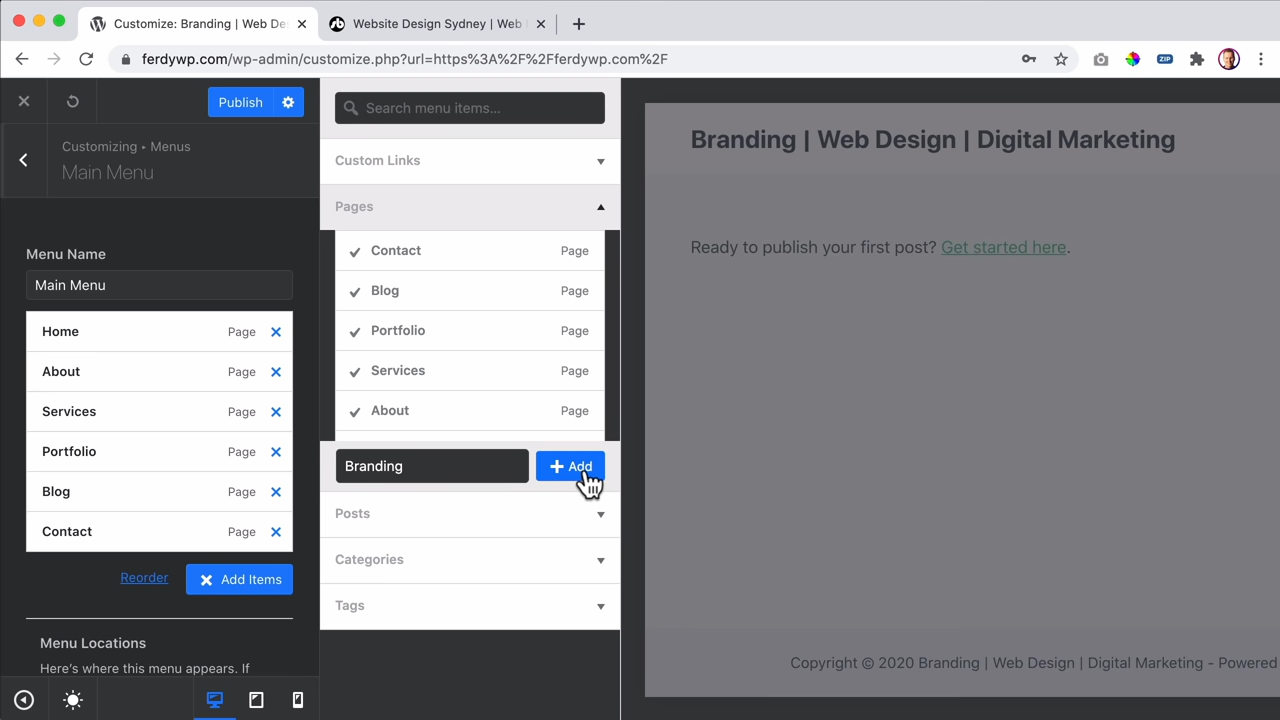 Customize: Branding | Web De
Website Design Sydney | Web
ferdywp.com/wp-admin/customize.php?url=https%3A%2F%2Fferdywp.com%2F
ZIP
Publish
Customizing ▸ Menus
Main Menu
Menu Name
Main Menu
Home Page
About Page
Services Page
Portfolio Page
Blog Page
Contact Page
Reorder
Add Items
Menu Locations
Here's where this menu appears. If
Search menu items...
Custom Links
Pages
Contact Page
Blog Page
Portfolio Page
Services Page
About Page
Branding
Add
Posts
Categories
Tags
Branding | Web Design | Digital Marketing
Ready to publish your first post? Get started here.
Copyright © 2020 Branding | Web Design | Digital Marketing - Powered